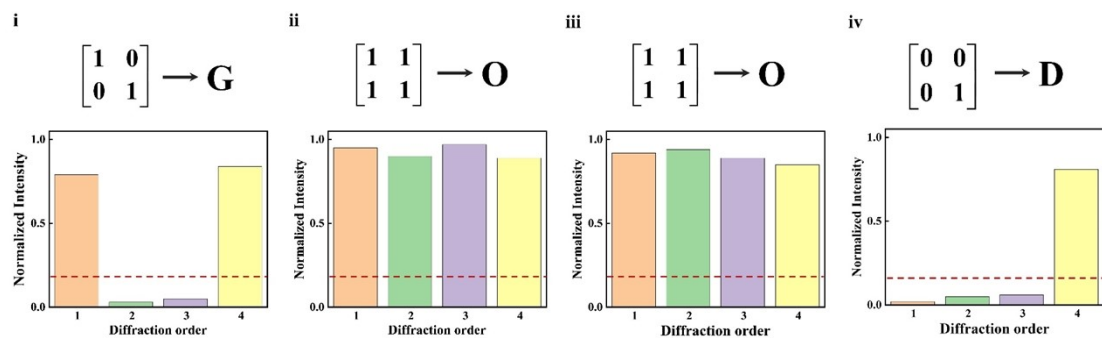 i
1 0
0 1
G
1.0
0.5
0.0
Normalized Intensity
1 2 3 4
Diffraction order
ii
1 1
1 1
O
1.0
0.5
0.0
Normalized Intensity
1 2 3 4
Diffraction order
iii
1 1
1 1
O
1.0
0.5
0.0
Normalized Intensity
1 2 3 4
Diffraction order
iv
0 0
0 1
D
1.0
0.5
0.0
Normalized Intensity
1 2 3 4
Diffraction order